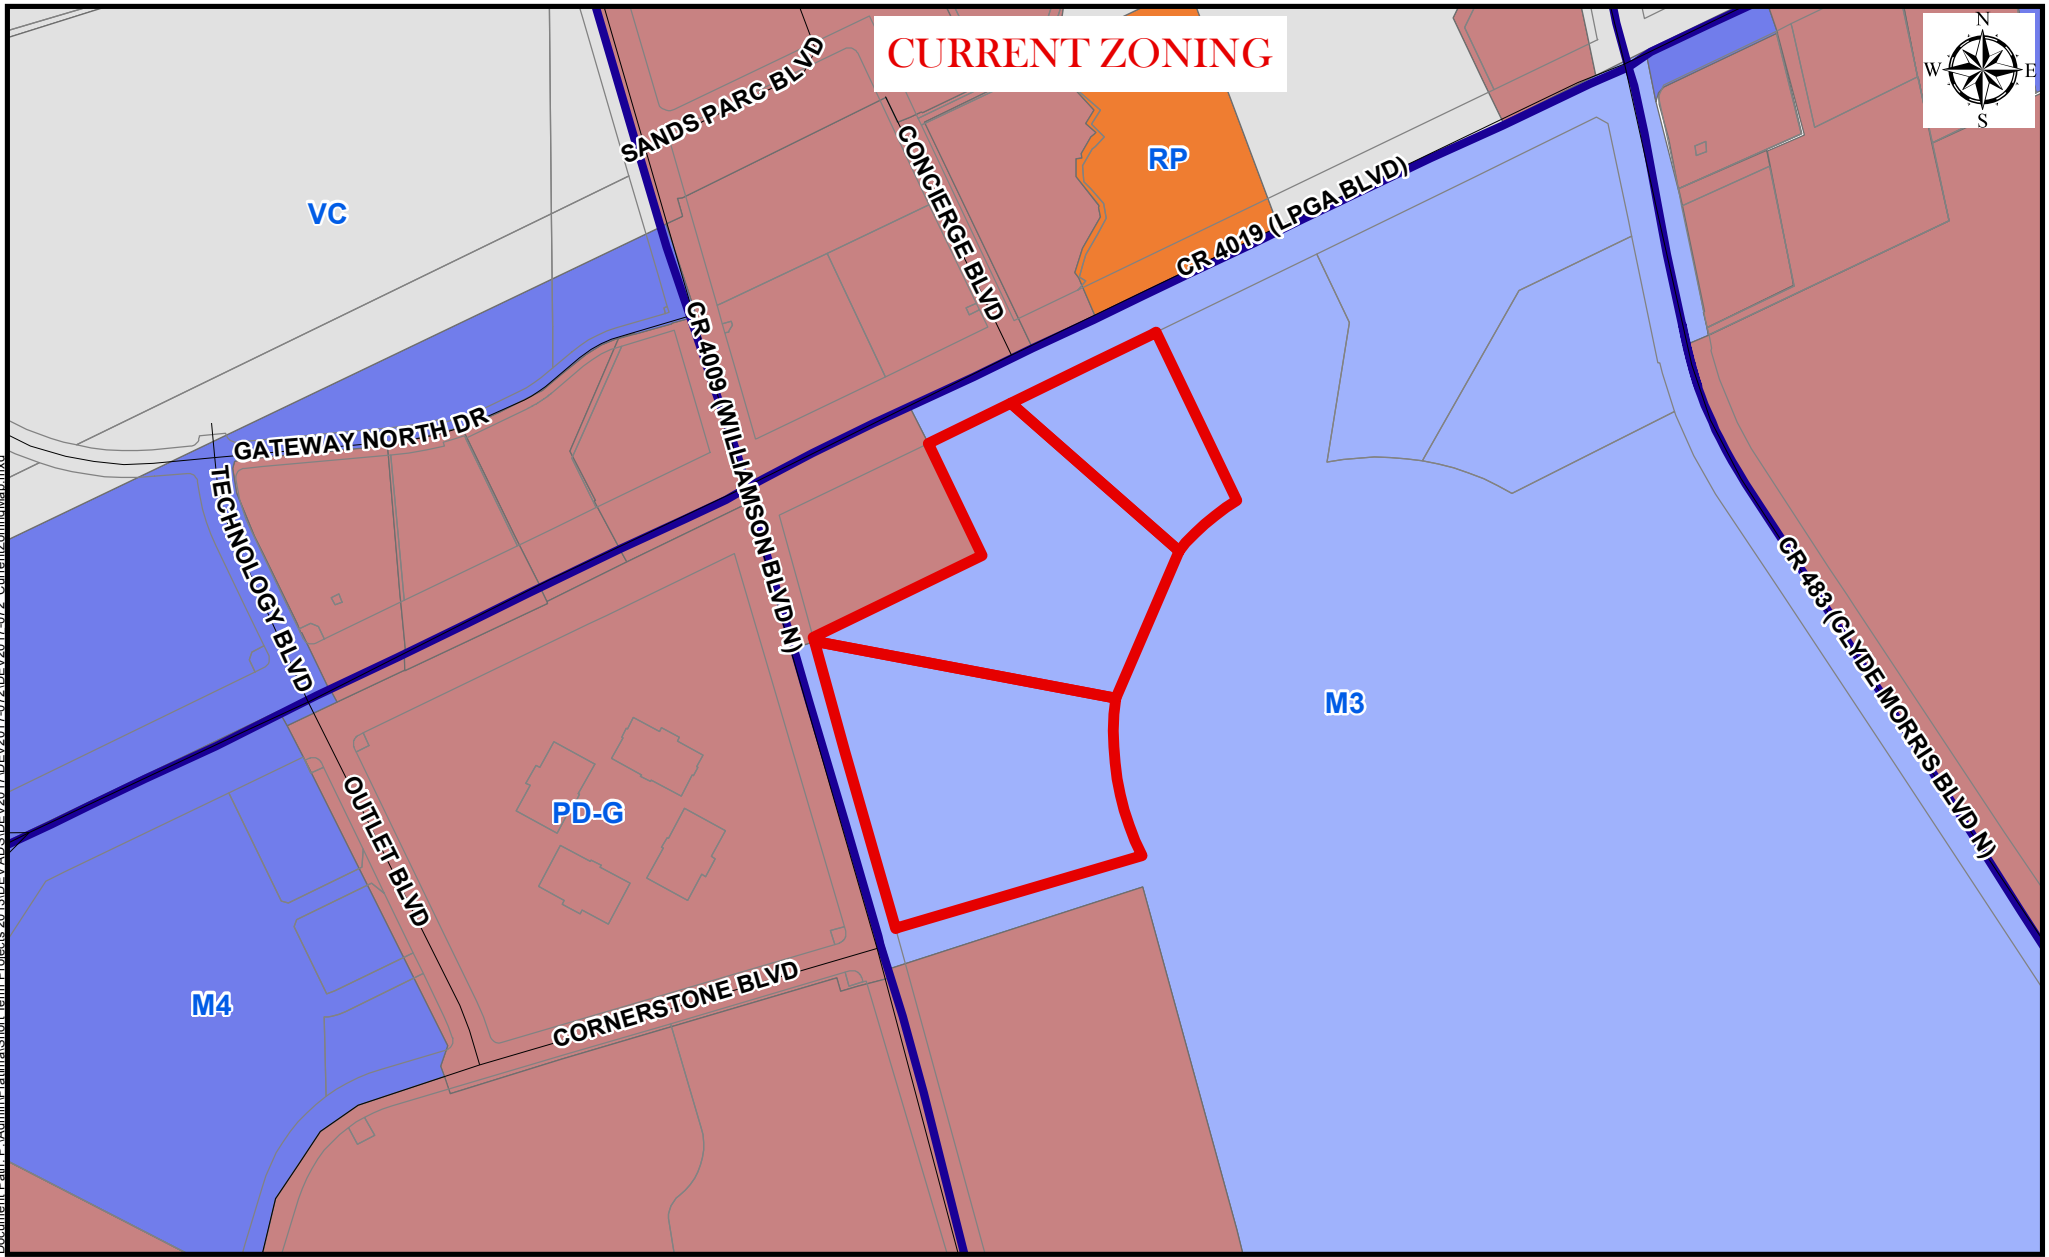 CURRENT ZONING
N
W
E
S
SANDS PARC BLVD
CONCIERGE BLVD
RP
VC
CR 4019 (LPGA BLVD)
CR 4009 (WILLIAMSON BLVD N)
GATEWAY NORTH DR
TECHNOLOGY BLVD
CR 483 (CLYDE MORRIS BLVD N)
M3
OUTLET BLVD
PD-G
CORNERSTONE BLVD
M4